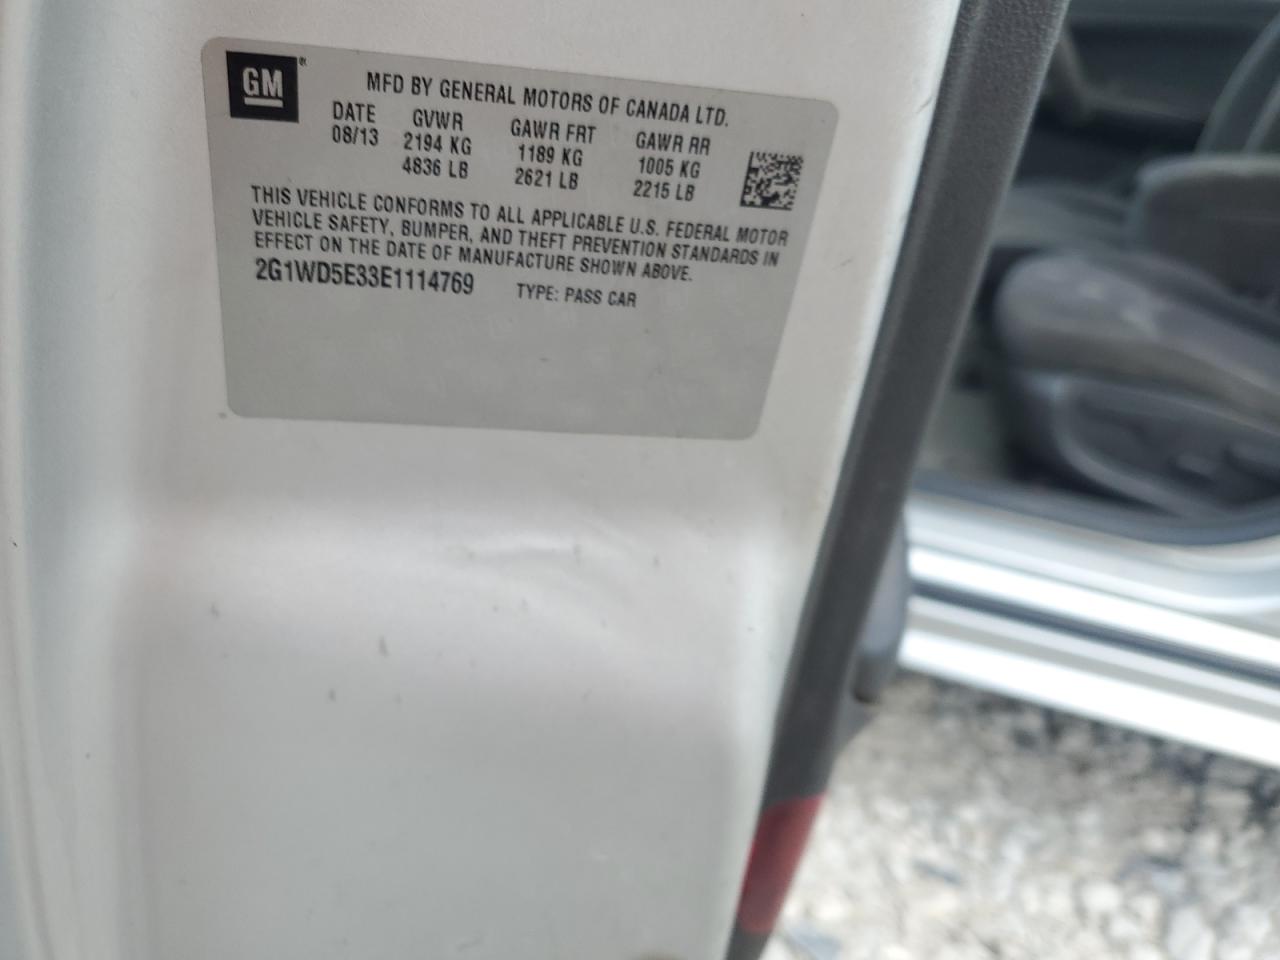 GM®
MFD BY GENERAL MOTORS OF CANADA LTD.
DATE GVWR GAWR FRT GAWR RR
08/13 2194 KG 1189 KG 1005 KG
4836 LB 2621 LB 2215 LB
THIS VEHICLE CONFORMS TO ALL APPLICABLE U.S. FEDERAL MOTOR
VEHICLE SAFETY, BUMPER, AND THEFT PREVENTION STANDARDS IN
EFFECT ON THE DATE OF MANUFACTURE SHOWN ABOVE.
2G1WD5E33E1114769 TYPE: PASS CAR